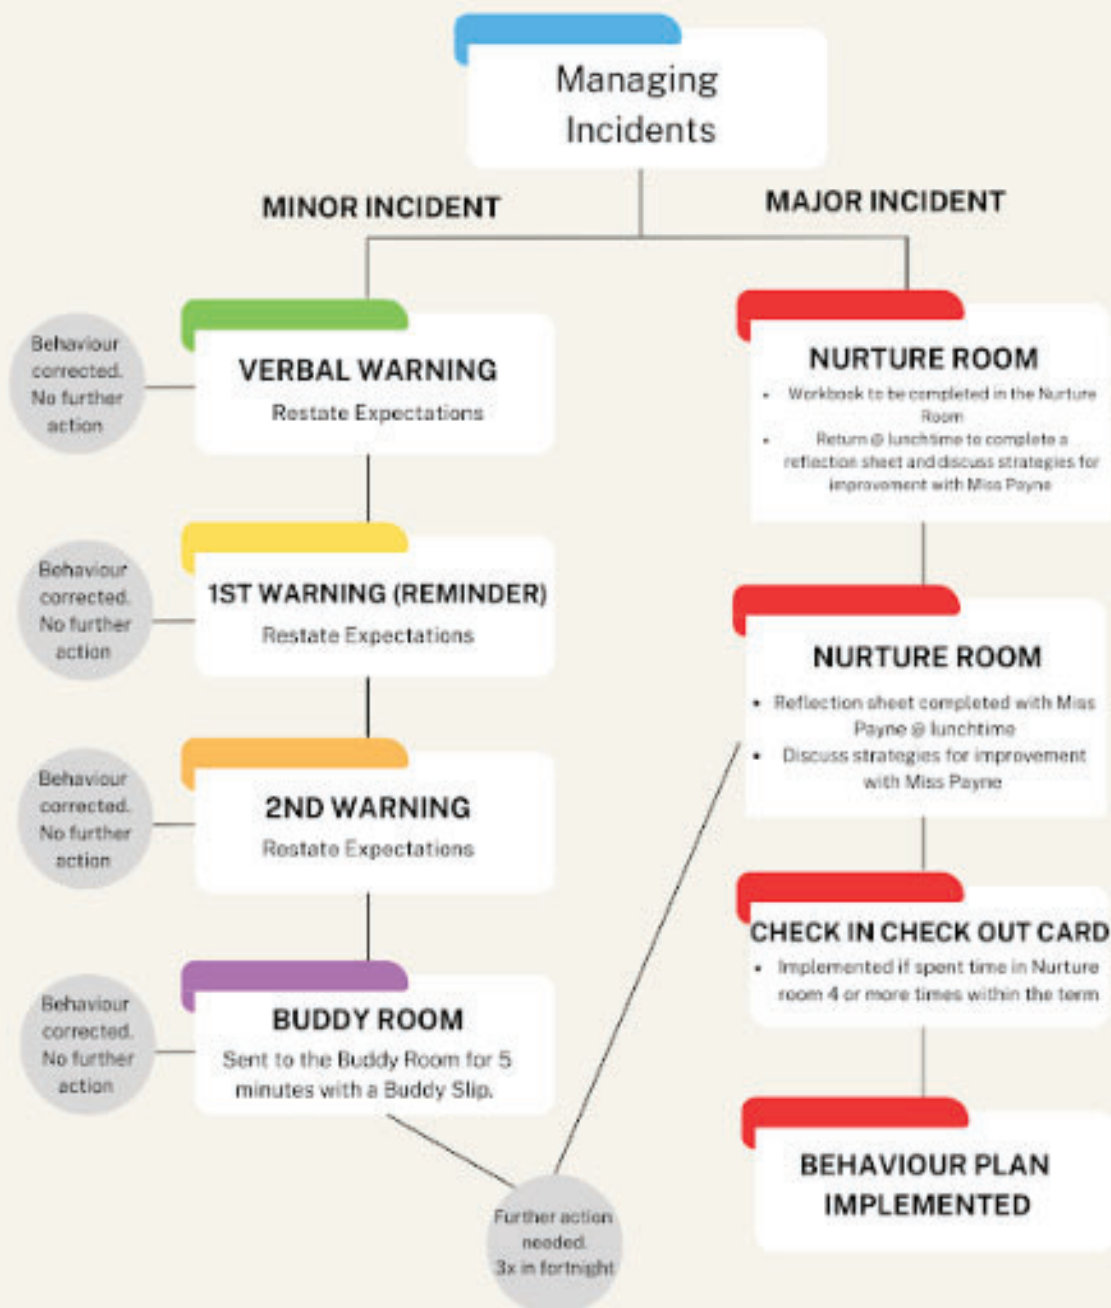 Managing
Incidents
MINOR INCIDENT
MAJOR INCIDENT
Behaviour
corrected.
No further
action
VERBAL WARNING
Restate Expectations
Behaviour
corrected.
No further
action
1ST WARNING (REMINDER)
Restate Expectations
Behaviour
corrected.
No further
action
2ND WARNING
Restate Expectations
Behaviour
corrected.
No further
action
BUDDY ROOM
Sent to the Buddy Room for 5
minutes with a Buddy Slip.
Further action
needed.
3x in fortnight
NURTURE ROOM
• Workbook to be completed in the Nurture
Room
• Return @ lunchtime to complete a
reflection sheet and discuss strategies for
improvement with Miss Payne
NURTURE ROOM
• Reflection sheet completed with Miss
Payne @ lunchtime
• Discuss strategies for improvement
with Miss Payne
CHECK IN CHECK OUT CARD
• Implemented if spent time in Nurture
room 4 or more times within the term
BEHAVIOUR PLAN
IMPLEMENTED